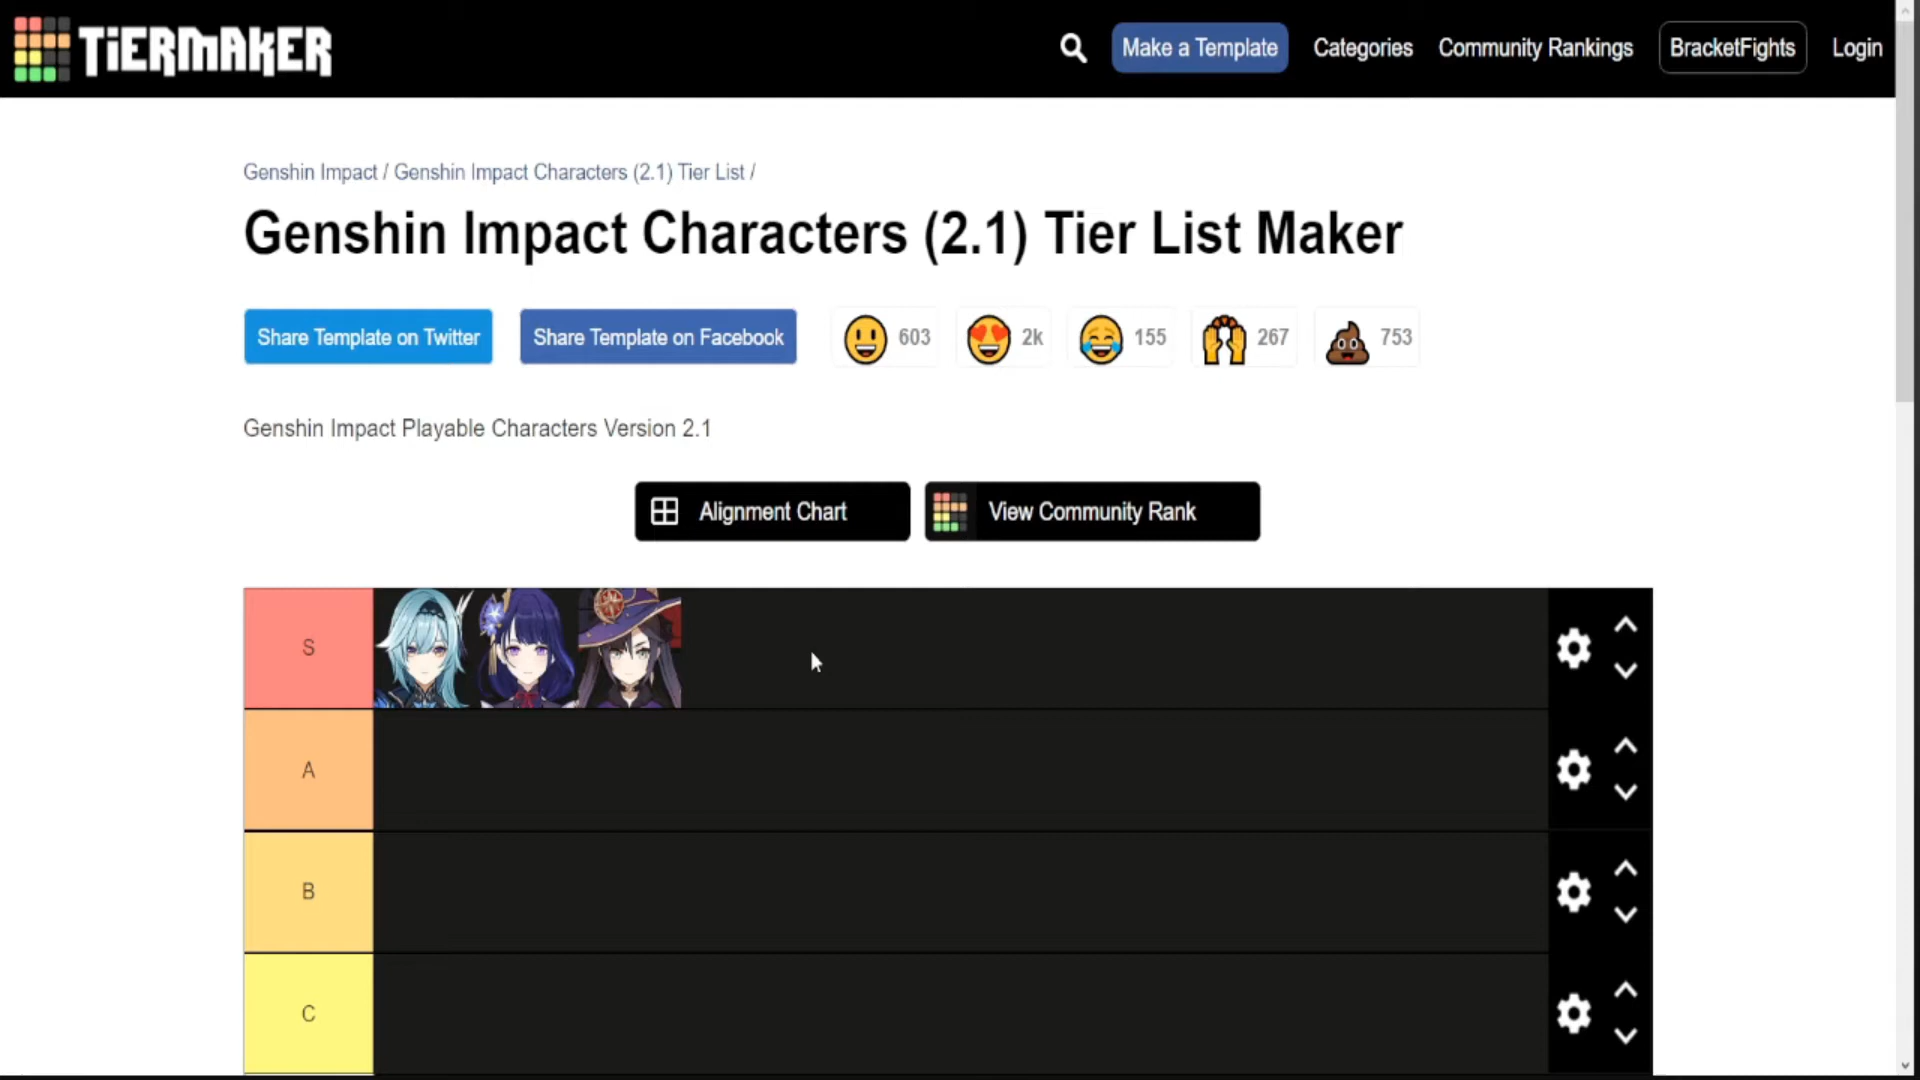 TiERMAKER
Make a Template
Categories
Community Rankings
BracketFights
Login
Genshin Impact / Genshin Impact Characters (2.1) Tier List /
Genshin Impact Characters (2.1) Tier List Maker
Share Template on Twitter
Share Template on Facebook
603
2k
155
267
753
Genshin Impact Playable Characters Version 2.1
Alignment Chart
View Community Rank
S
A
B
C